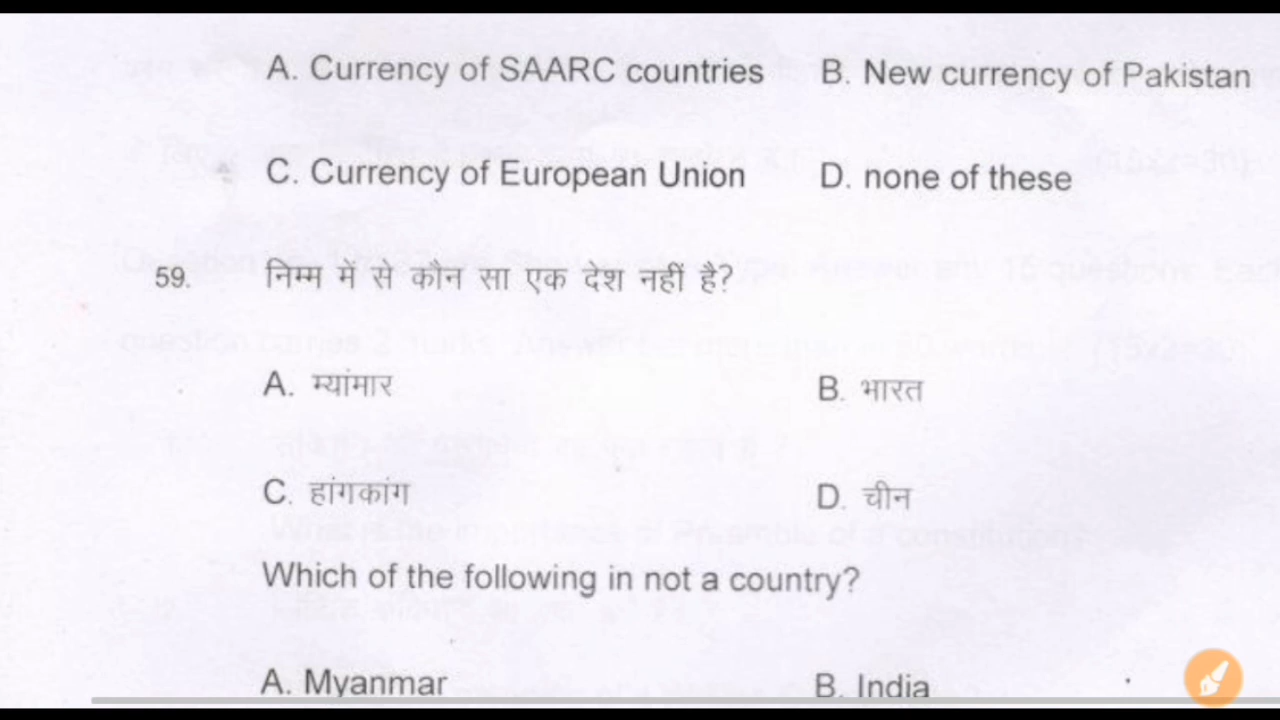 A. Currency of SAARC countries B. New currency of Pakistan
C. Currency of European Union D. none of these
59. निम्म में से कौन सा एक देश नहीं है?
A. म्यांमार B. भारत
C. हांगकांग D. चीन
Which of the following in not a country?
A. Myanmar B. India